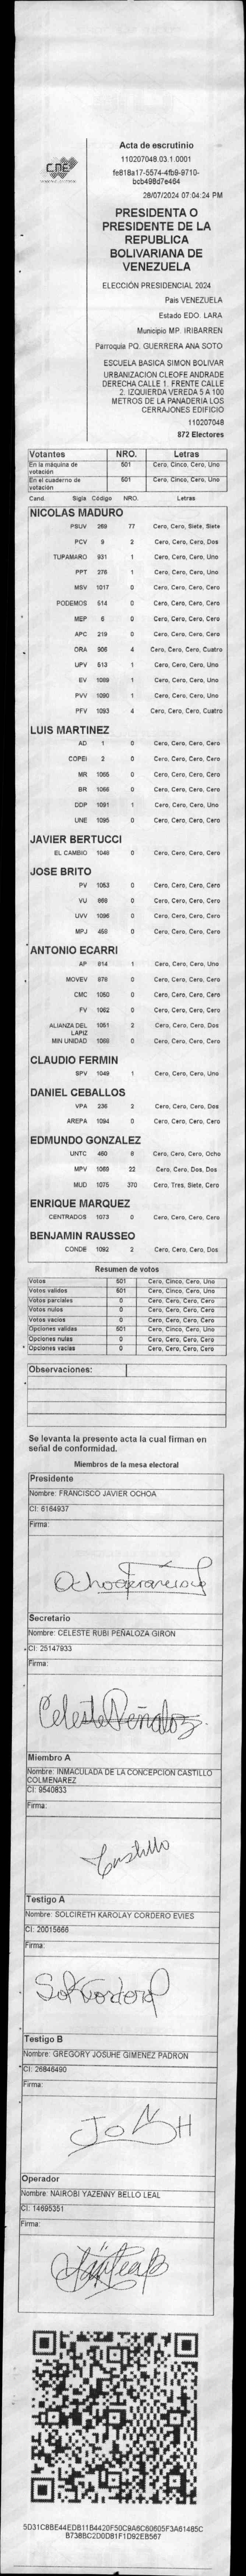 CNE
Acta de escrutinio
110207048.03.1.0001
fe818a17-5574-4fb9-9710-
bcb498d7e464
28/07/2024 07:04:24 PM
PRESIDENTA O
PRESIDENTE DE LA
REPUBLICA
BOLIVARIANA DE
VENEZUELA
ELECCIÓN PRESIDENCIAL 2024
Pais VENEZUELA
Estado EDO. LARA
Municipio MP. IRIBARREN
Parroquia PQ. GUERRERA ANA SOTO
ESCUELA BASICA SIMON BOLIVAR
URBANIZACION CLEOFE ANDRADE
DERECHA CALLE 1. FRENTE CALLE
2. IZQUIERDA VEREDA 5 A 100
METROS DE LA PANADERIA LOS
CERRAJONES EDIFICIO
110207048
872 Electores
Votantes NRO. Letras
En la máquina de votación 501 Cero, Cinco, Cero, Uno
En el cuaderno de votación 501 Cero, Cinco, Cero, Uno
Cand. Sigla Código NRO. Letras
NICOLAS MADURO
PSUV 268 77 Cero, Cero, Siete, Siete
PCV 9 2 Cero, Cero, Cero, Dos
TUPAMARO 931 1 Cero, Cero, Cero, Uno
PPT 276 1 Cero, Cero, Cero, Uno
MSV 1017 0 Cero, Cero, Cero, Cero
PODEMOS 514 0 Cero, Cero, Cero, Cero
MEP 6 0 Cero, Cero, Cero, Cero
APC 219 0 Cero, Cero, Cero, Cero
ORA 906 4 Cero, Cero, Cero, Cuatro
UPV 613 1 Cero, Cero, Cero, Uno
EV 1089 1 Cero, Cero, Cero, Uno
PVV 1090 1 Cero, Cero, Cero, Uno
PFV 1093 4 Cero, Cero, Cero, Cuatro
LUIS MARTINEZ
AD 1 0 Cero, Cero, Cero, Cero
COPEI 2 0 Cero, Cero, Cero, Cero
MR 1065 0 Cero, Cero, Cero, Cero
BR 1066 0 Cero, Cero, Cero, Cero
DDP 1091 1 Cero, Cero, Cero, Uno
UNE 1095 0 Cero, Cero, Cero, Cero
JAVIER BERTUCCI
EL CAMBIO 1046 0 Cero, Cero, Cero, Cero
JOSE BRITO
PV 1053 0 Cero, Cero, Cero, Cero
VU 868 0 Cero, Cero, Cero, Cero
UVV 1096 0 Cero, Cero, Cero, Cero
MPJ 458 0 Cero, Cero, Cero, Cero
ANTONIO ECARRI
AP 814 1 Cero, Cero, Cero, Uno
MOVEV 878 0 Cero, Cero, Cero, Cero
CMC 1050 0 Cero, Cero, Cero, Cero
FV 1062 0 Cero, Cero, Cero, Cero
ALIANZA DEL LAPIZ 1051 2 Cero, Cero, Cero, Dos
MIN UNIDAD 1068 0 Cero, Cero, Cero, Cero
CLAUDIO FERMIN
SPV 1049 1 Cero, Cero, Cero, Uno
DANIEL CEBALLOS
VPA 236 2 Cero, Cero, Cero, Dos
AREPA 1094 0 Cero, Cero, Cero, Cero
EDMUNDO GONZALEZ
UNTC 460 8 Cero, Cero, Cero, Ocho
MPV 1069 22 Cero, Cero, Dos, Dos
MUD 1075 370 Cero, Tres, Siete, Cero
ENRIQUE MARQUEZ
CENTRADOS 1073 0 Cero, Cero, Cero, Cero
BENJAMIN RAUSSEO
CONDE 1092 2 Cero, Cero, Cero, Dos
Resumen de votos
Votos 501 Cero, Cinco, Cero, Uno
Votos validos 501 Cero, Cinco, Cero, Uno
Votos parciales 0 Cero, Cero, Cero, Cero
Votos nulos 0 Cero, Cero, Cero, Cero
Votos vacíos 0 Cero, Cero, Cero, Cero
Opciones validas 501 Cero, Cinco, Cero, Uno
Opciones nulas 0 Cero, Cero, Cero, Cero
Opciones vacias 0 Cero, Cero, Cero, Cero
Observaciones:
Se levanta la presente acta la cual firman en
señal de conformidad.
Miembros de la mesa electoral
Presidente
Nombre: FRANCISCO JAVIER OCHOA
CI: 6164937
Firma:
Ochoa Francisco
Secretario
Nombre: CELESTE RUBI PEÑALOZA GIRON
CI: 25147933
Firma:
Celeste Peñaloz
Miembro A
Nombre: INMACULADA DE LA CONCEPCION CASTILLO
COLMENAREZ
CI: 9540833
Firma:
Castillo
Testigo A
Nombre: SOLCIRETH KAROLAY CORDERO EVIES
CI: 20015666
Firma:
Testigo B
Nombre: GREGORY JOSUHE GIMENEZ PADRON
CI: 26846490
Firma:
Operador
Nombre: NAIROBI YAZENNY BELLO LEAL
CI: 14695351
Firma:
5D31C8BE44EDB11B4420F50C9A6C60605F3A61485C
B738BC2D0D81F1D92EB567